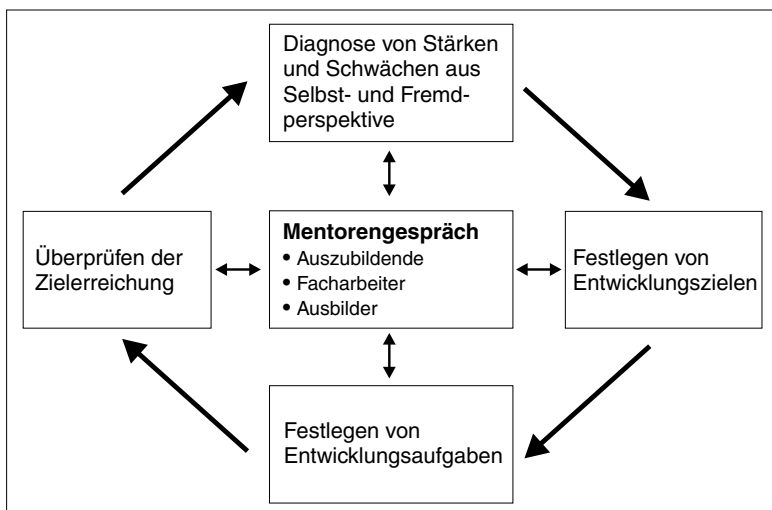 Diagnose von Stärken
und Schwächen aus
Selbst- und Fremd-
perspektive
Überprüfen der
Zielerreichung
Mentorengespräch
• Auszubildende
• Facharbeiter
• Ausbilder
Festlegen von
Entwicklungszielen
Festlegen von
Entwicklungsaufgaben